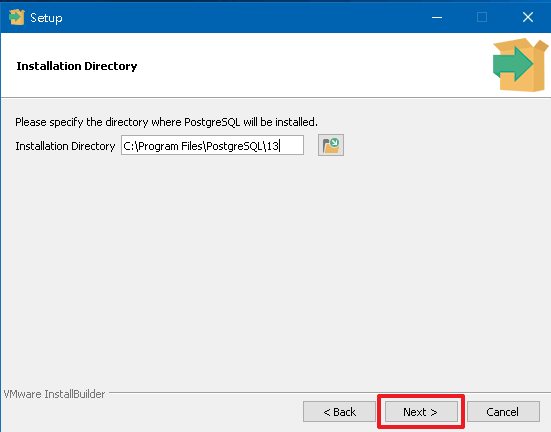 Setup
Installation Directory
Please specify the directory where PostgreSQL will be installed.
Installation Directory C:\Program Files\PostgreSQL\13
VMware InstallBuilder
< Back Next > Cancel